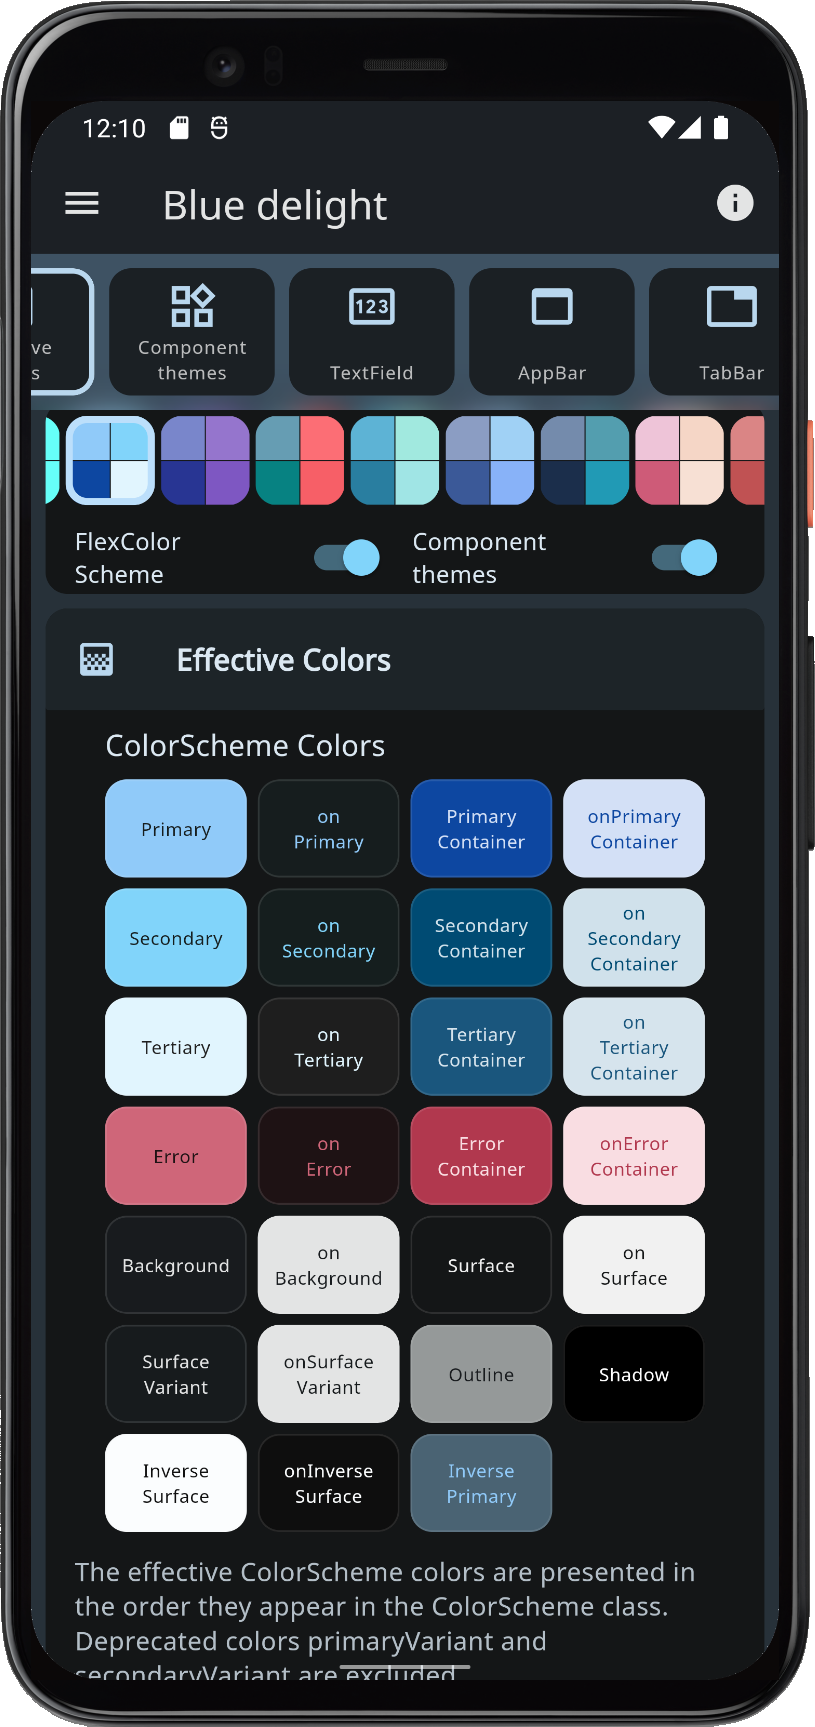 12:10
Blue delight
ve
s
Component
themes
123
TextField
AppBar
TabBar
FlexColor
Scheme
Component
themes
Effective Colors
ColorScheme Colors
Primary
on
Primary
Primary
Container
onPrimary
Container
Secondary
on
Secondary
Secondary
Container
on
Secondary
Container
Tertiary
on
Tertiary
Tertiary
Container
on
Tertiary
Container
Error
on
Error
Error
Container
onError
Container
Background
on
Background
Surface
on
Surface
Surface
Variant
onSurface
Variant
Outline
Shadow
Inverse
Surface
onInverse
Surface
Inverse
Primary
The effective ColorScheme colors are presented in
the order they appear in the ColorScheme class.
Deprecated colors primaryVariant and
secondaryVariant are excluded